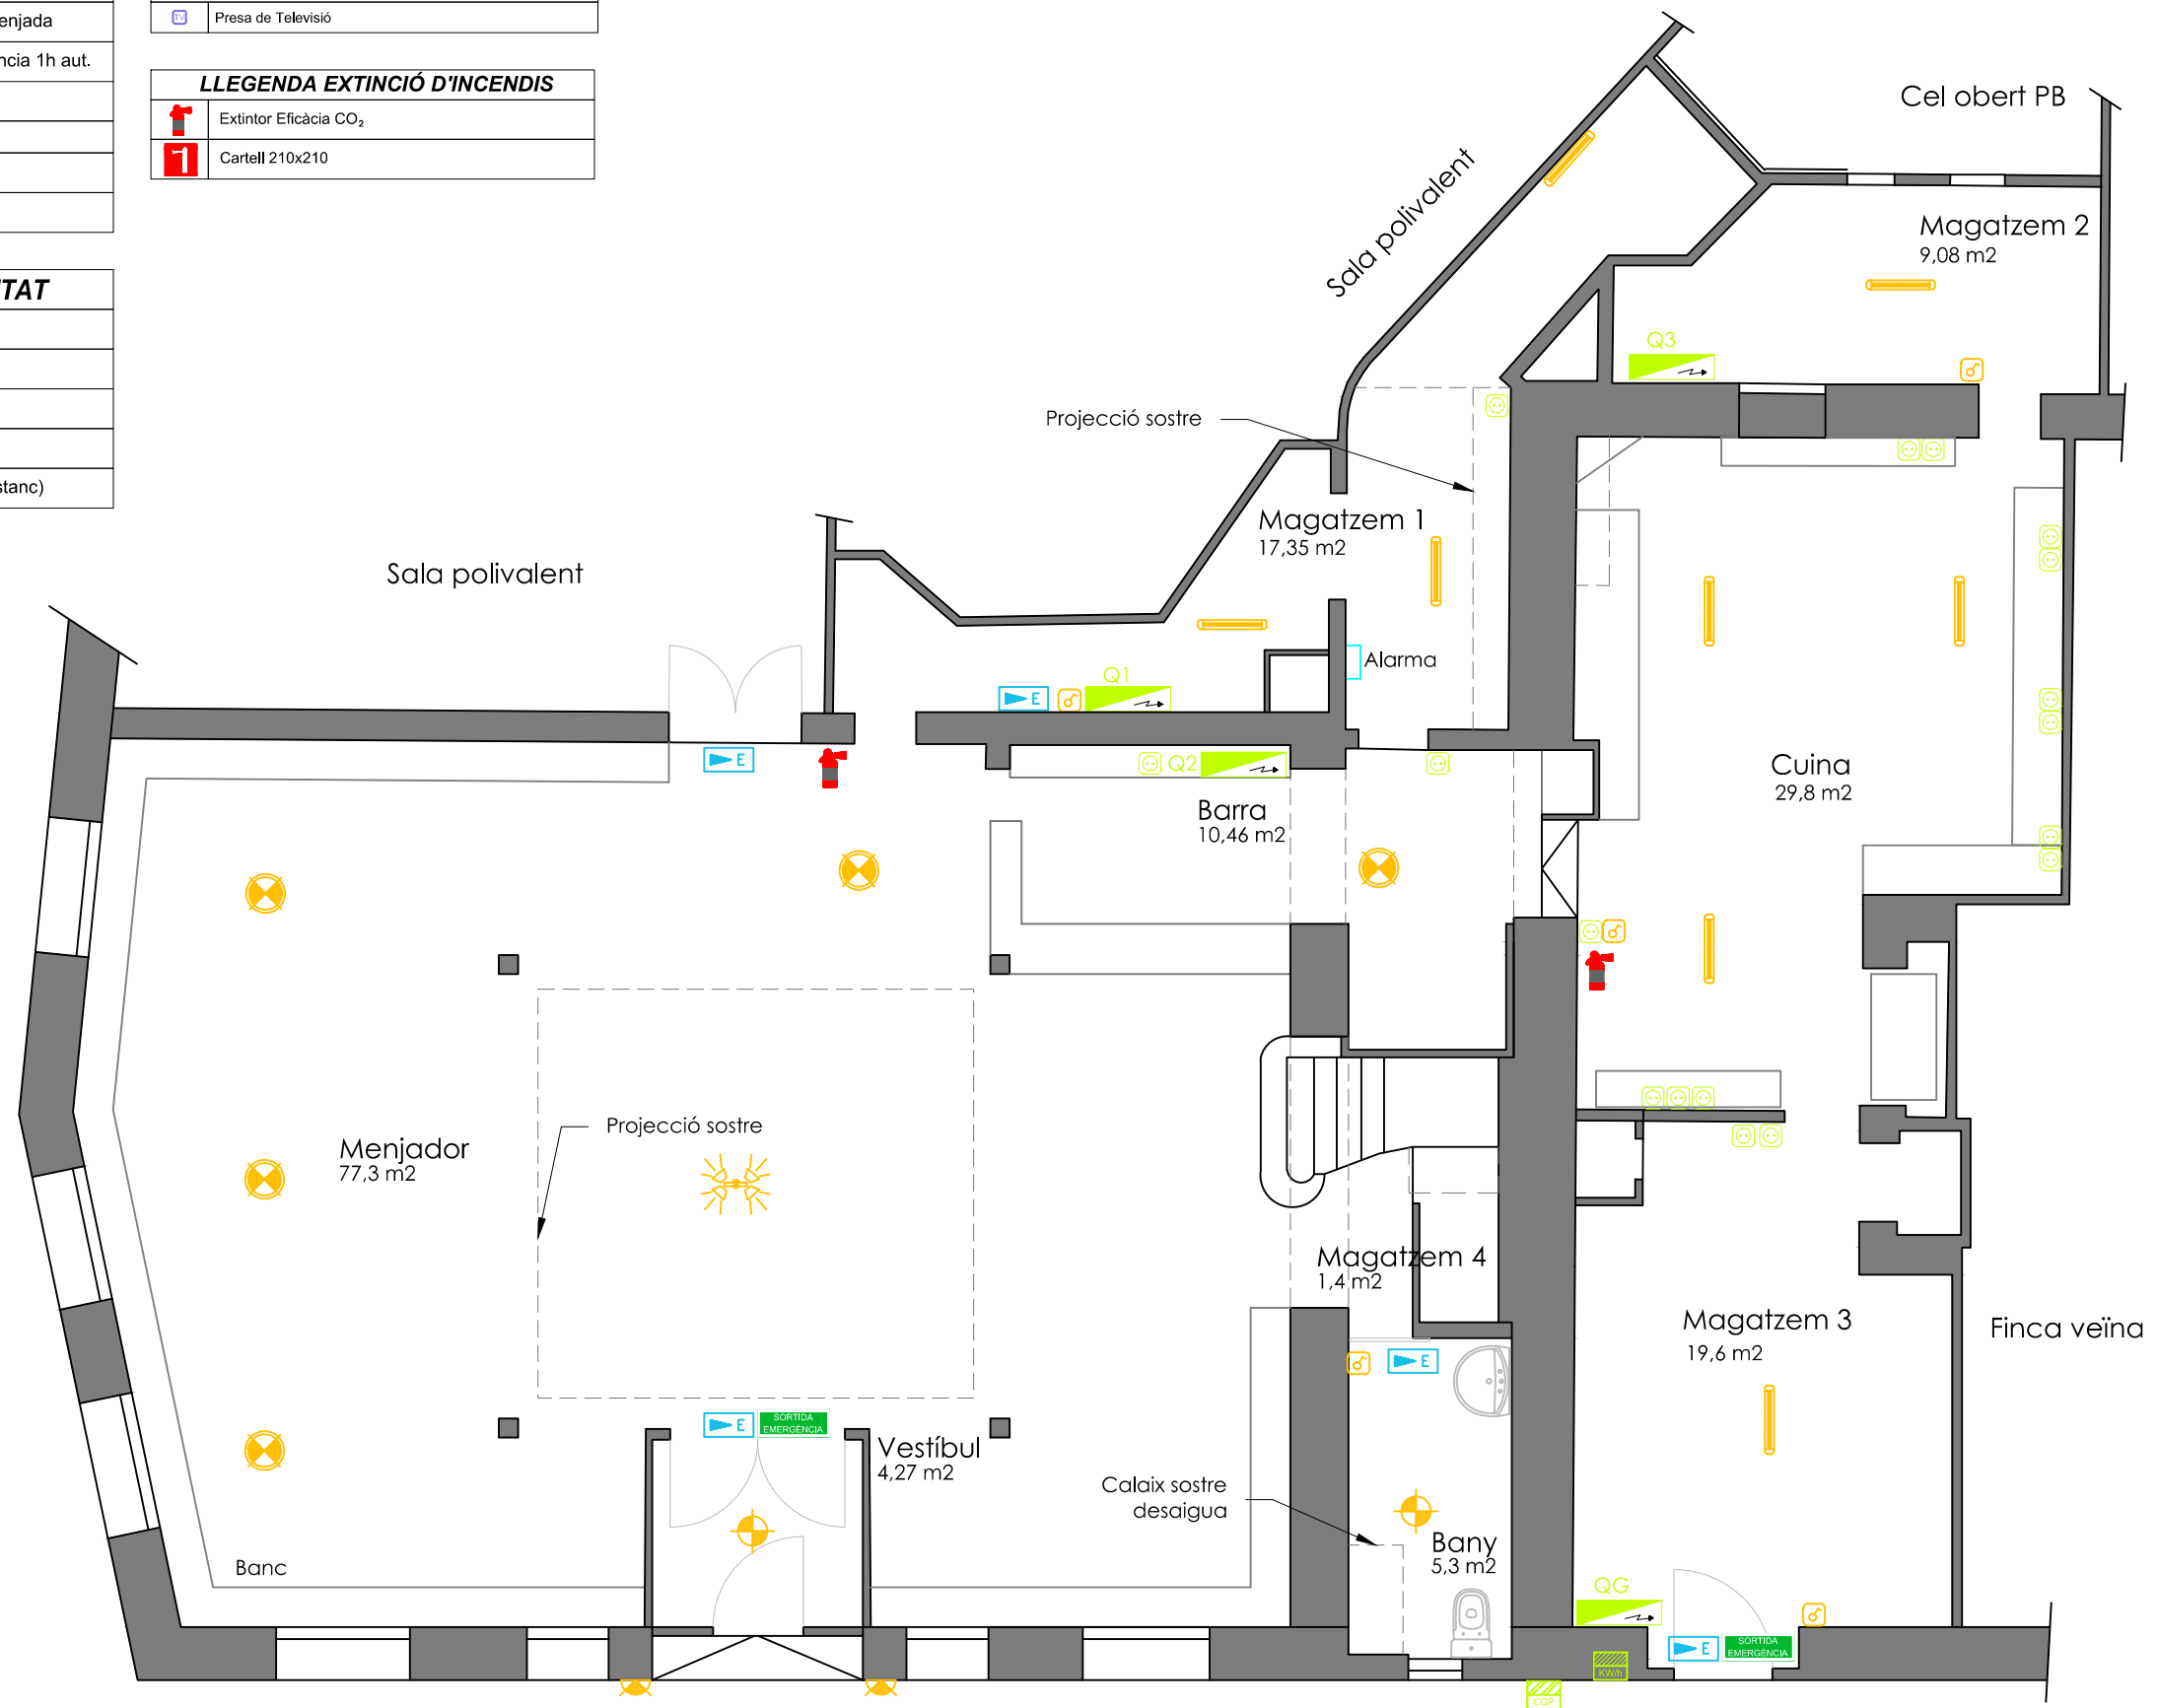 enjada
ncia 1h aut.
TAT
stanc)
TV
Presa de Televisió
LLEGENDA EXTINCIÓ D'INCENDIS
Extintor Eficàcia CO₂
Cartell 210x210
Cel obert PB
Sala polivalent
Magatzem 2
9,08 m2
Q3
Projecció sostre
Magatzem 1
17,35 m2
Sala polivalent
Alarma
E
Q1
E
Q2
Barra
10,46 m2
Cuina
29,8 m2
Projecció sostre
Menjador
77,3 m2
Magatzem 4
1,4 m2
Magatzem 3
19,6 m2
Finca veïna
E
E
SORTIDA
EMERGÈNCIA
Vestíbul
4,27 m2
Calaix sostre
desaigua
Bany
5,3 m2
Banc
QG
E
SORTIDA
EMERGÈNCIA
KW/h
CGP